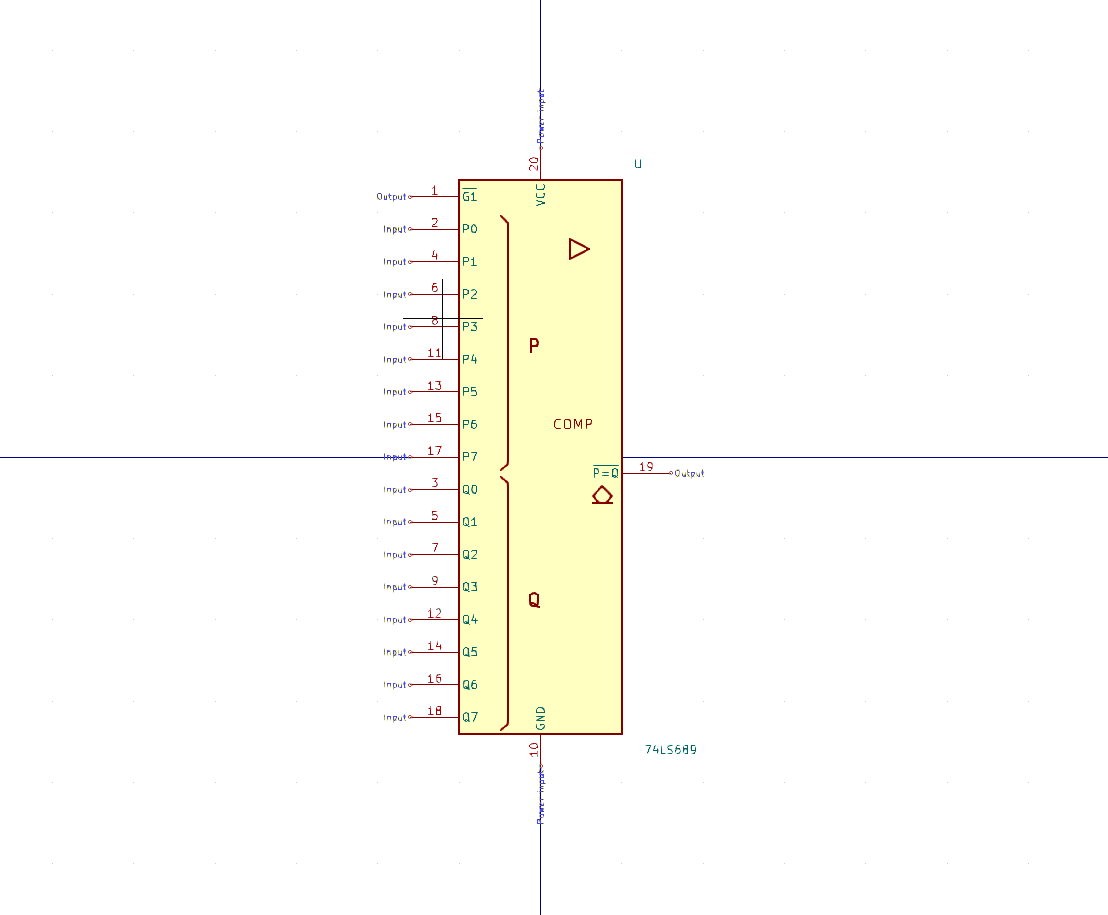 Power input
20
U
VCC
Output 1 G1
Input 2 P0
Input 4 P1
Input 6 P2
Input 8 P3
P
Input 11 P4
Input 13 P5
Input 15 P6
COMP
Input 17 P7
P=Q 19 Output
Input 3 Q0
Input 5 Q1
Input 7 Q2
Input 9 Q3
Q
Input 12 Q4
Input 14 Q5
Input 16 Q6
Input 18 Q7
GND
10
74LS689
Power input